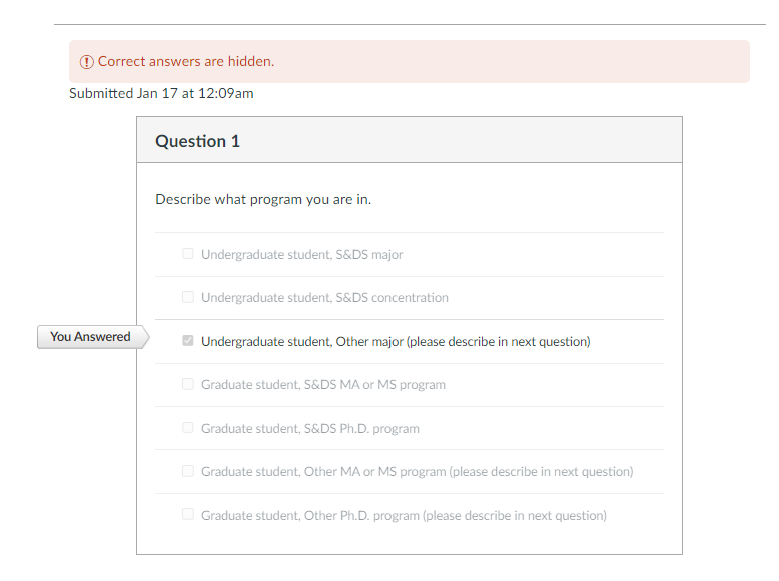 Correct answers are hidden.
Submitted Jan 17 at 12:09am
Question 1
Describe what program you are in.
Undergraduate student, S&DS major
Undergraduate student, S&DS concentration
You Answered
Undergraduate student, Other major (please describe in next question)
Graduate student, S&DS MA or MS program
Graduate student, S&DS Ph.D. program
Graduate student, Other MA or MS program (please describe in next question)
Graduate student, Other Ph.D. program (please describe in next question)